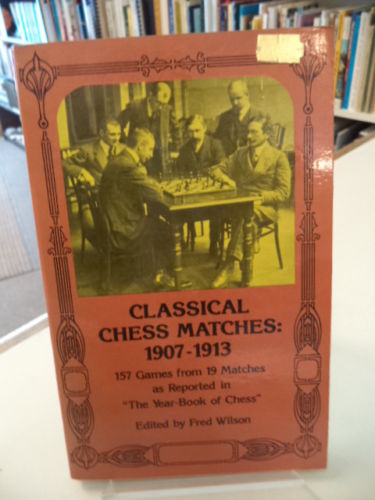 CLASSICAL
CHESS MATCHES:
1907-1913
157 Games from 19 Matches
as Reported in
"The Year-Book of Chess"
Edited by Fred Wilson